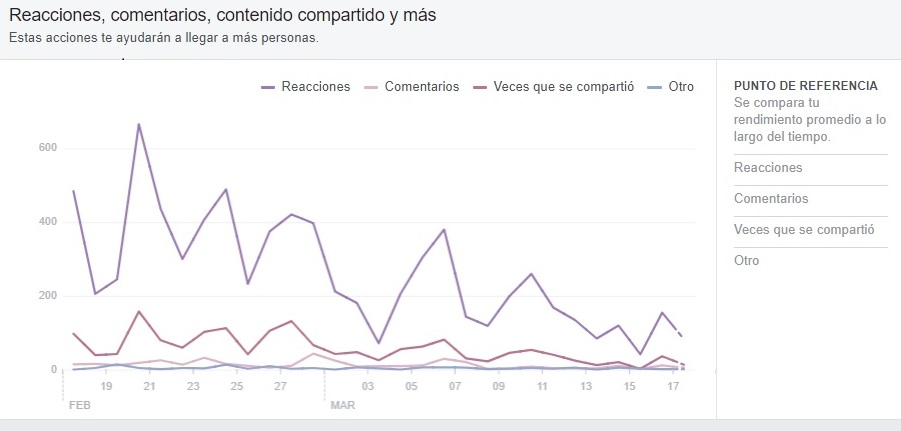 Reacciones, comentarios, contenido compartido y más
Estas acciones te ayudarán a llegar a más personas.
Reacciones Comentarios Veces que se compartió Otro
600
400
200
0
19 21 23 25 27 03 05 07 09 11 13 15 17
FEB MAR
PUNTO DE REFERENCIA
Se compara tu
rendimiento promedio a lo
largo del tiempo.
Reacciones
Comentarios
Veces que se compartió
Otro